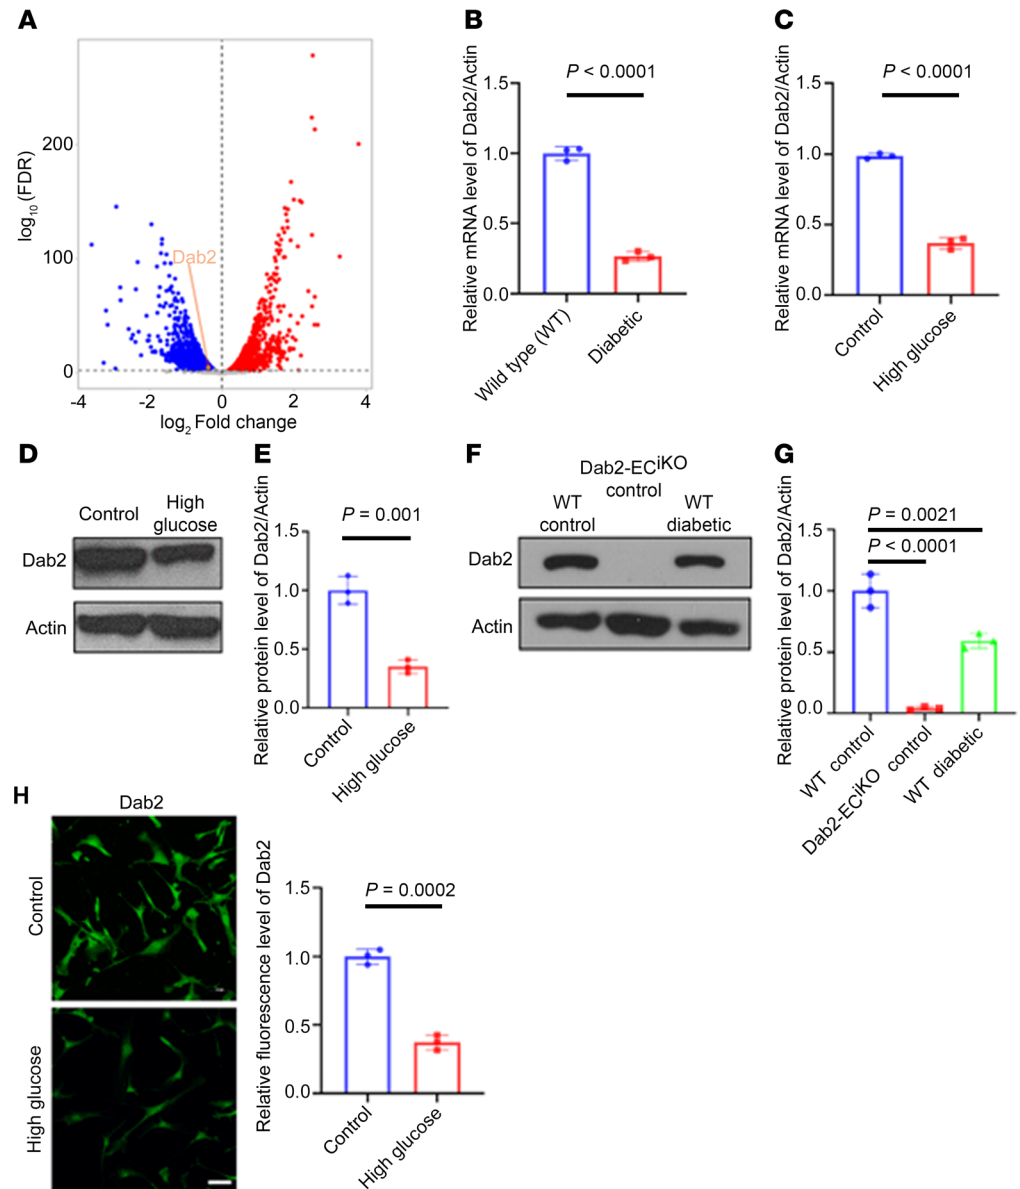 A
log10 (FDR)
200
100
0
Dab2
-4
-2
0
2
4
log2 Fold change
B
Relative mRNA level of Dab2/Actin
P < 0.0001
1.5
1.0
0.5
0.0
Wild type (WT)
Diabetic
C
Relative mRNA level of Dab2/Actin
P < 0.0001
1.5
1.0
0.5
0.0
Control
High glucose
D
Control
High
glucose
Dab2
Actin
E
Relative protein level of Dab2/Actin
P = 0.001
1.5
1.0
0.5
0.0
Control
High glucose
F
Dab2-ECiKO
control
WT
control
WT
diabetic
Dab2
Actin
G
Relative protein level of Dab2/Actin
P = 0.0021
P < 0.0001
1.5
1.0
0.5
0.0
WT control
Dab2-ECiKO control
WT diabetic
H
Dab2
Control
High glucose
Relative fluorescence level of Dab2
P = 0.0002
1.5
1.0
0.5
0.0
Control
High glucose